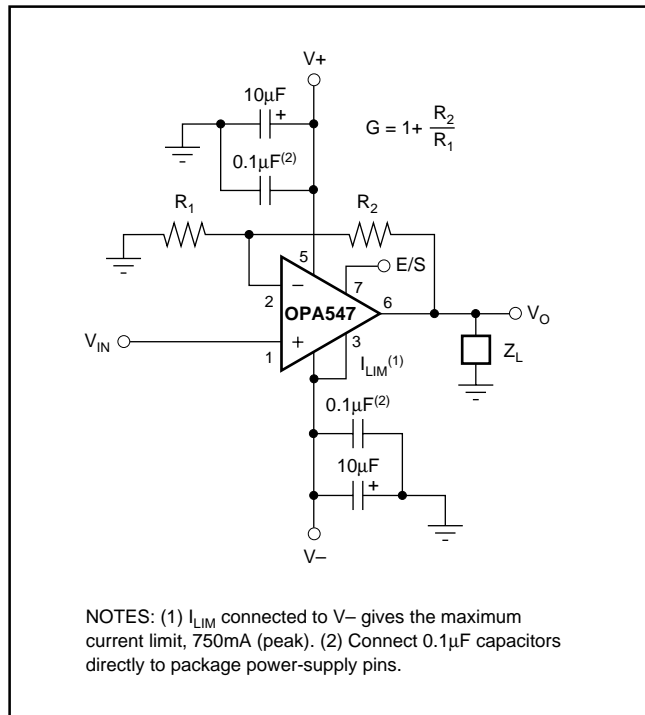 V+
10µF
+
G = 1+ R2/R1
0.1µF(2)
R1
R2
5
E/S
7
−
2
OPA547
6
VO
VIN
+
1
3
ILIM(1)
ZL
0.1µF(2)
10µF
+
V–
NOTES: (1) ILIM connected to V– gives the maximum
current limit, 750mA (peak). (2) Connect 0.1µF capacitors
directly to package power-supply pins.